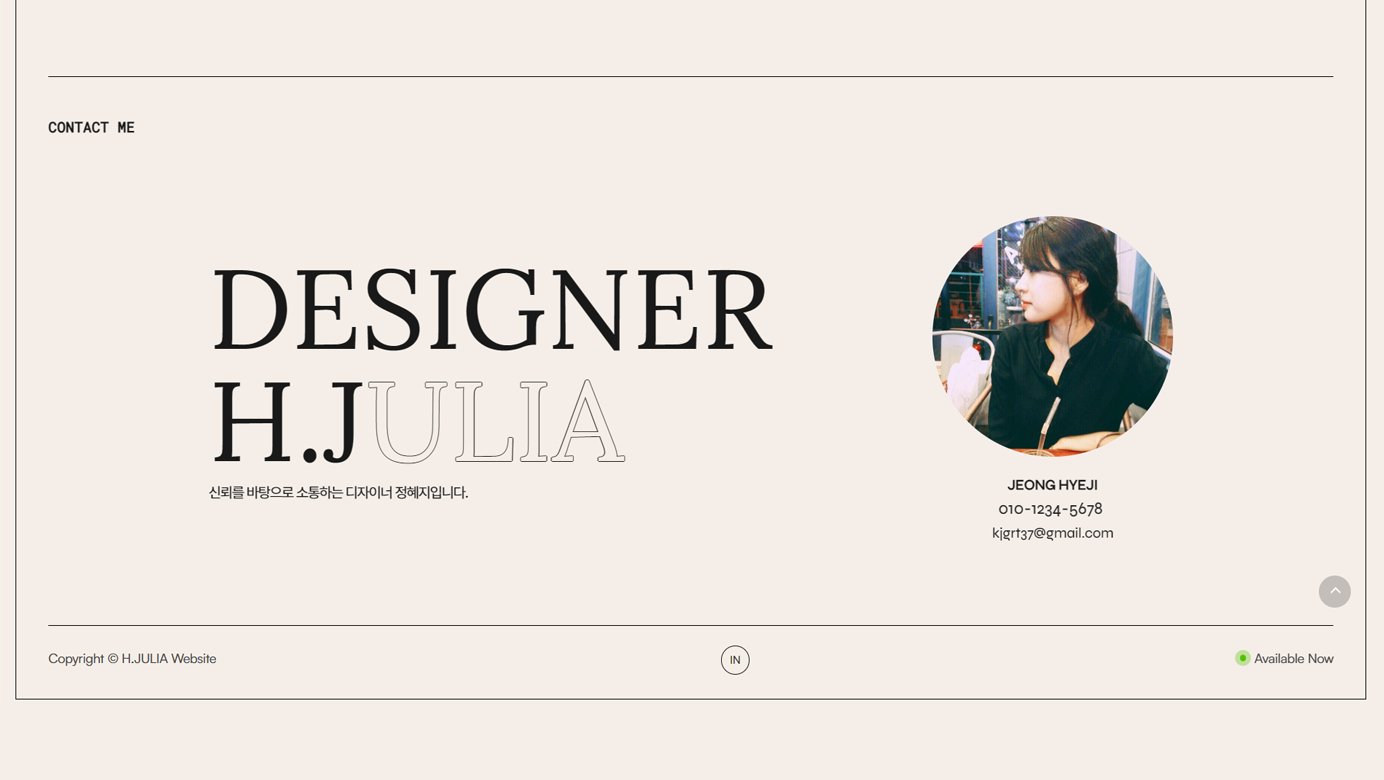 CONTACT ME
DESIGNER
H.JULIA
신뢰를 바탕으로 소통하는 디자이너 정혜지입니다.
JEONG HYEJI
010-1234-5678
kjgrt37@gmail.com
Copyright © H.JULIA Website
IN
Available Now